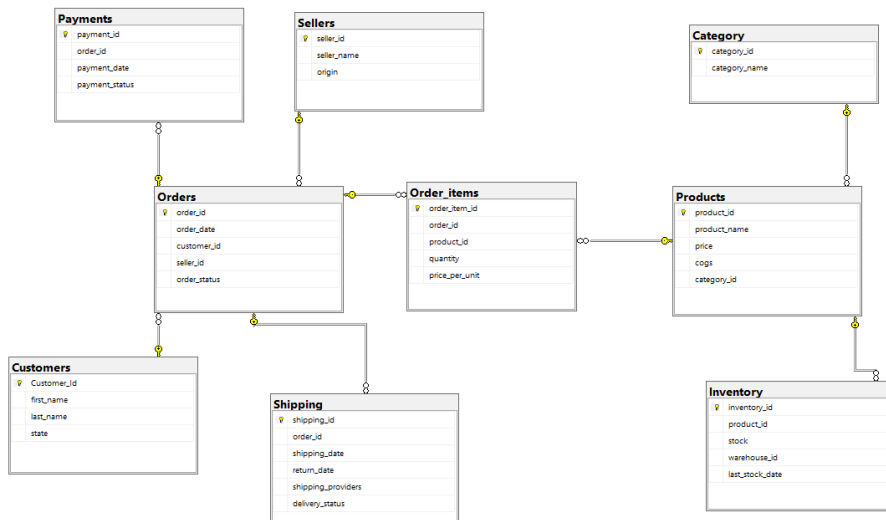 Payments
payment_id
order_id
payment_date
payment_status
Sellers
seller_id
seller_name
origin
Category
category_id
category_name
Orders
order_id
order_date
customer_id
seller_id
order_status
Order_items
order_item_id
order_id
product_id
quantity
price_per_unit
Products
product_id
product_name
price
cogs
category_id
Customers
Customer_Id
first_name
last_name
state
Shipping
shipping_id
order_id
shipping_date
return_date
shipping_providers
delivery_status
Inventory
inventory_id
product_id
stock
warehouse_id
last_stock_date